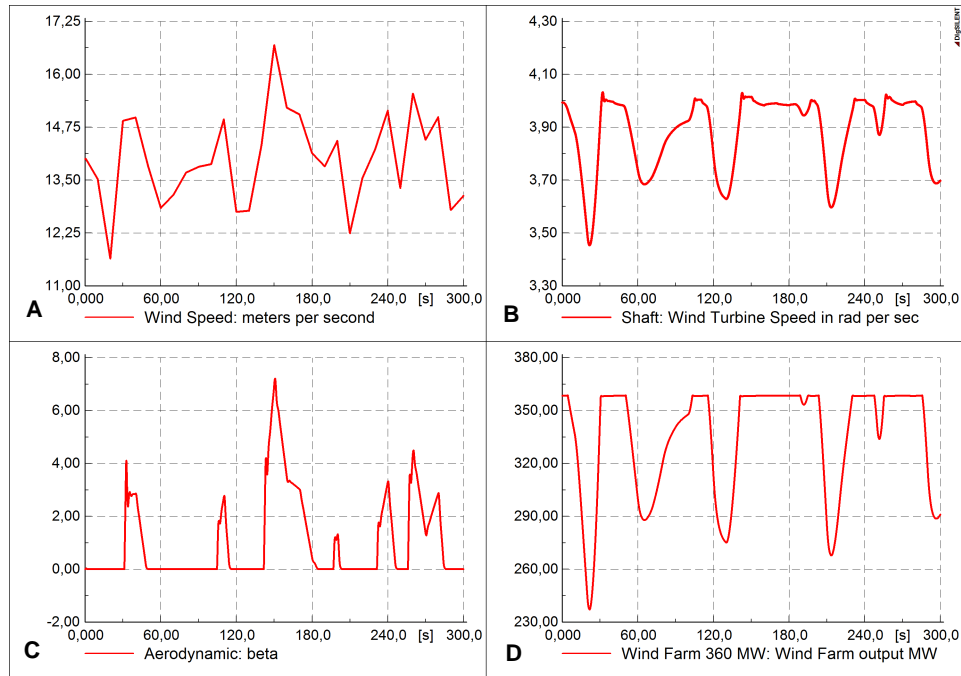 17,25
16,00
14,75
13,50
12,25
11,00
0,000 60,00 120,0 180,0 240,0 [s] 300,0
A
Wind Speed: meters per second
4,30
4,10
3,90
3,70
3,50
3,30
0,000 60,00 120,0 180,0 240,0 [s] 300,0
B
Shaft: Wind Turbine Speed in rad per sec
DIgSILENT
8,00
6,00
4,00
2,00
0,00
-2,00
0,000 60,00 120,0 180,0 240,0 [s] 300,0
C
Aerodynamic: beta
380,00
350,00
320,00
290,00
260,00
230,00
0,000 60,00 120,0 180,0 240,0 [s] 300,0
D
Wind Farm 360 MW: Wind Farm output MW